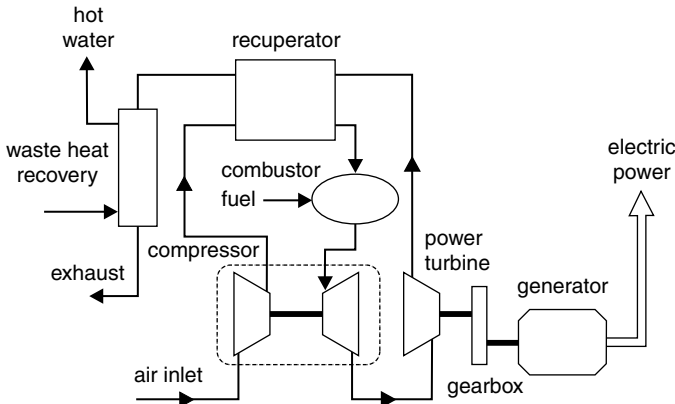 hot
water
recuperator
waste heat
recovery
combustor
fuel
electric
power
compressor
power
turbine
exhaust
generator
air inlet
gearbox